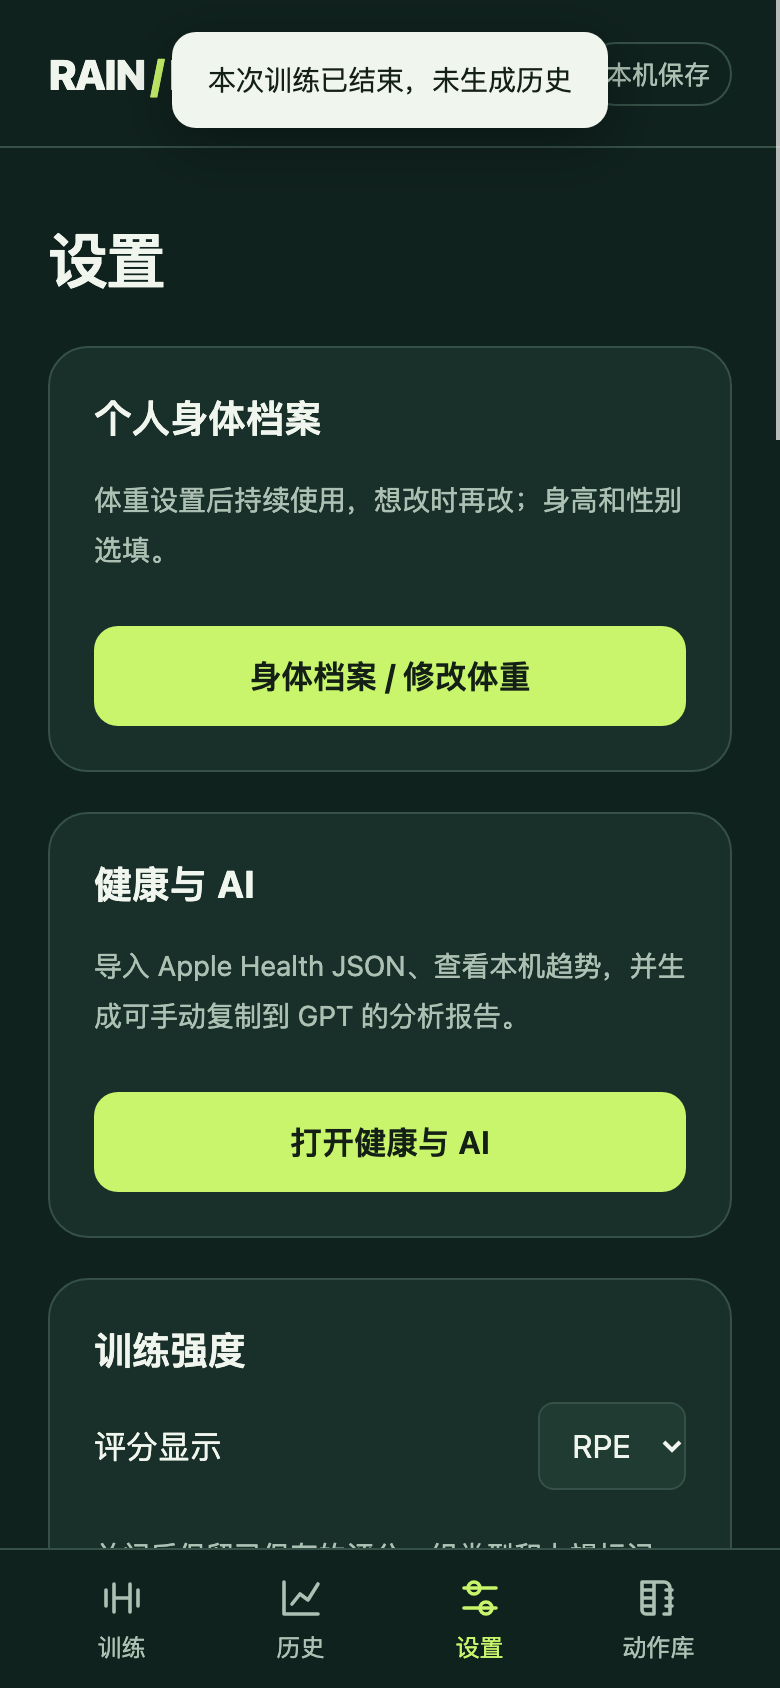 RAIN/
本次训练已结束，未生成历史
本机保存
设置
个人身体档案
体重设置后持续使用，想改时再改；身高和性别
选填。
身体档案 / 修改体重
健康与 AI
导入 Apple Health JSON、查看本机趋势，并生
成可手动复制到 GPT 的分析报告。
打开健康与 AI
训练强度
评分显示
RPE
训练
历史
设置
动作库